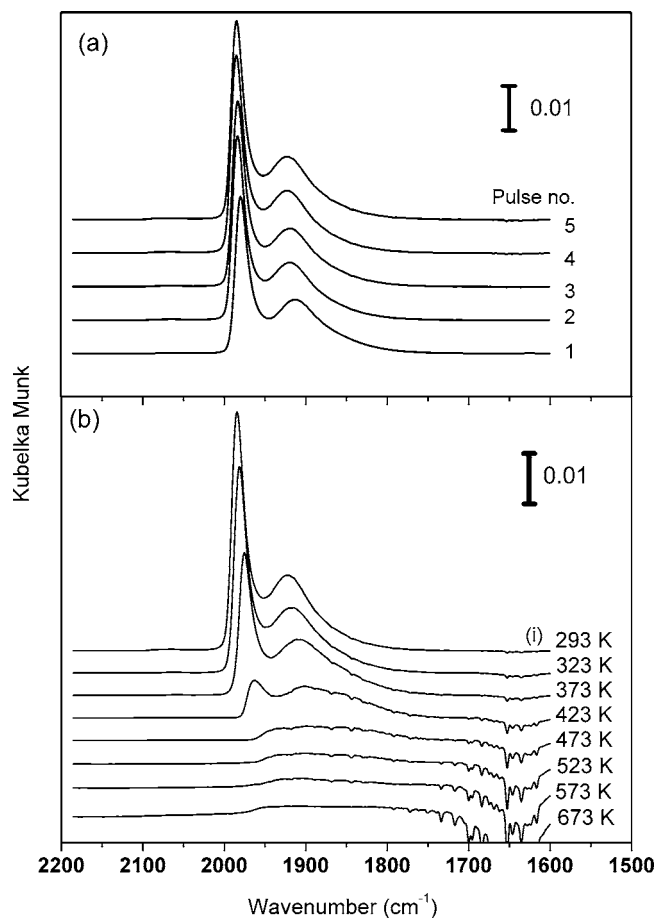 (a)
0.01
Pulse no.
5
4
3
2
1
Kubelka Munk
(b)
0.01
(i)
293 K
323 K
373 K
423 K
473 K
523 K
573 K
673 K
2200 2100 2000 1900 1800 1700 1600 1500
Wavenumber (cm⁻¹)